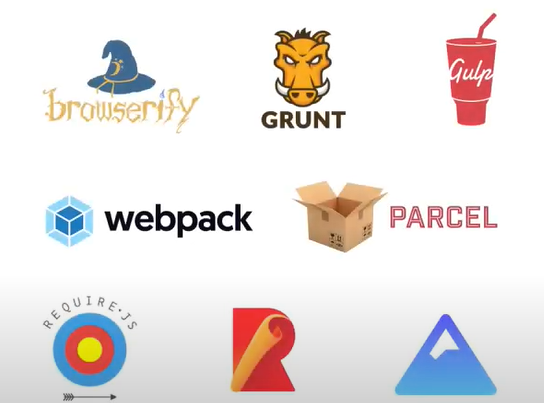 browserify
GRUNT
Gulp
webpack
PARCEL
REQUIRE·JS
R